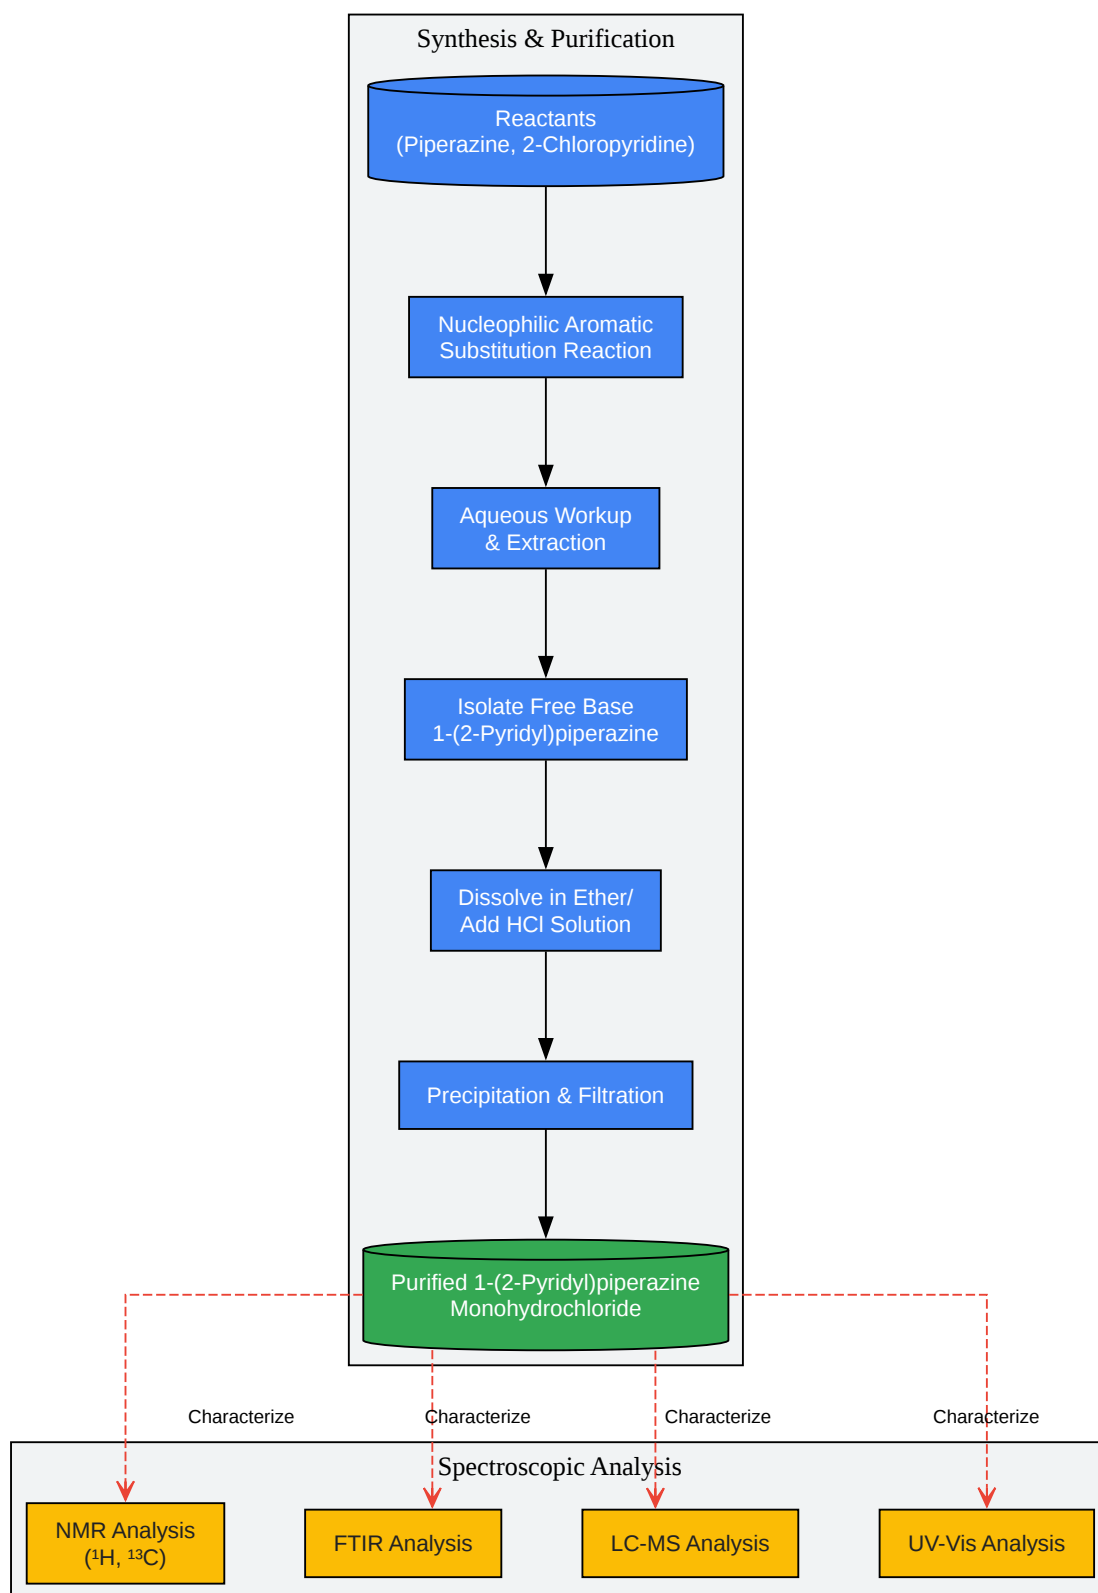 Synthesis & Purification
Reactants
(Piperazine, 2-Chloropyridine)
Nucleophilic Aromatic
Substitution Reaction
Aqueous Workup
& Extraction
Isolate Free Base
1-(2-Pyridyl)piperazine
Dissolve in Ether/
Add HCl Solution
Precipitation & Filtration
Purified 1-(2-Pyridyl)piperazine
Monohydrochloride
Characterize
Characterize
Characterize
Characterize
Spectroscopic Analysis
NMR Analysis
(¹H, ¹³C)
FTIR Analysis
LC-MS Analysis
UV-Vis Analysis